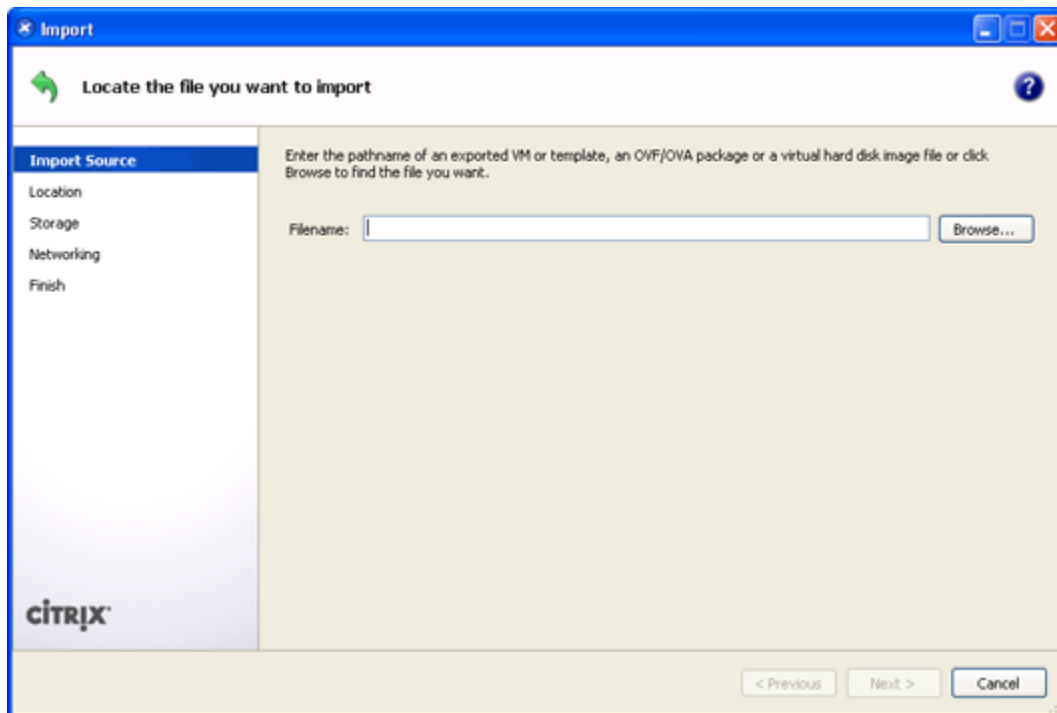 Import
Locate the file you want to import
?
Import Source
Location
Storage
Networking
Finish
Enter the pathname of an exported VM or template, an OVF/OVA package or a virtual hard disk image file or click
Browse to find the file you want.
Filename:
Browse...
CITRIX
< Previous
Next >
Cancel